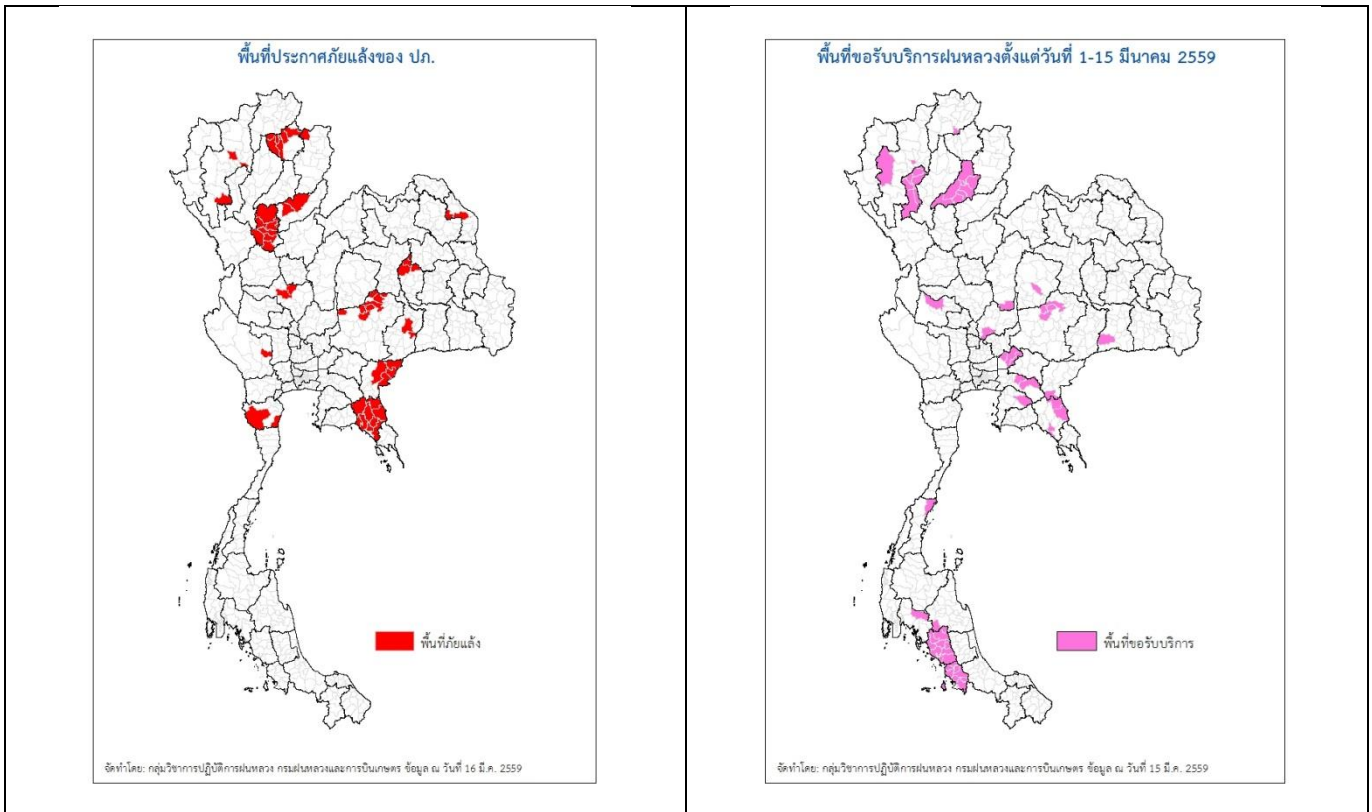 พื้นที่ประกาศภัยแล้งของ ปภ.
พื้นที่ภัยแล้ง
จัดทำโดย: กลุ่มวิชาการปฏิบัติการฝนหลวง กรมฝนหลวงและการบินเกษตร ข้อมูล ณ วันที่ 16 มี.ค. 2559
พื้นที่ขอรับบริการฝนหลวงตั้งแต่วันที่ 1-15 มีนาคม 2559
พื้นที่ขอรับบริการ
จัดทำโดย: กลุ่มวิชาการปฏิบัติการฝนหลวง กรมฝนหลวงและการบินเกษตร ข้อมูล ณ วันที่ 15 มี.ค. 2559